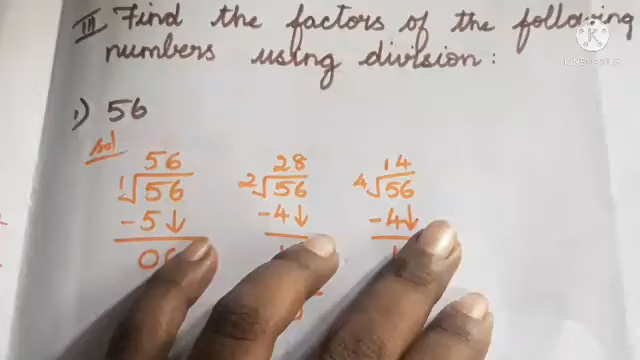 III Find the factors of the following
numbers using division:
1) 56
sol
56 28 14
1√56 2√56 4√56
-5↓ -4↓ -4↓
KINEMASTER